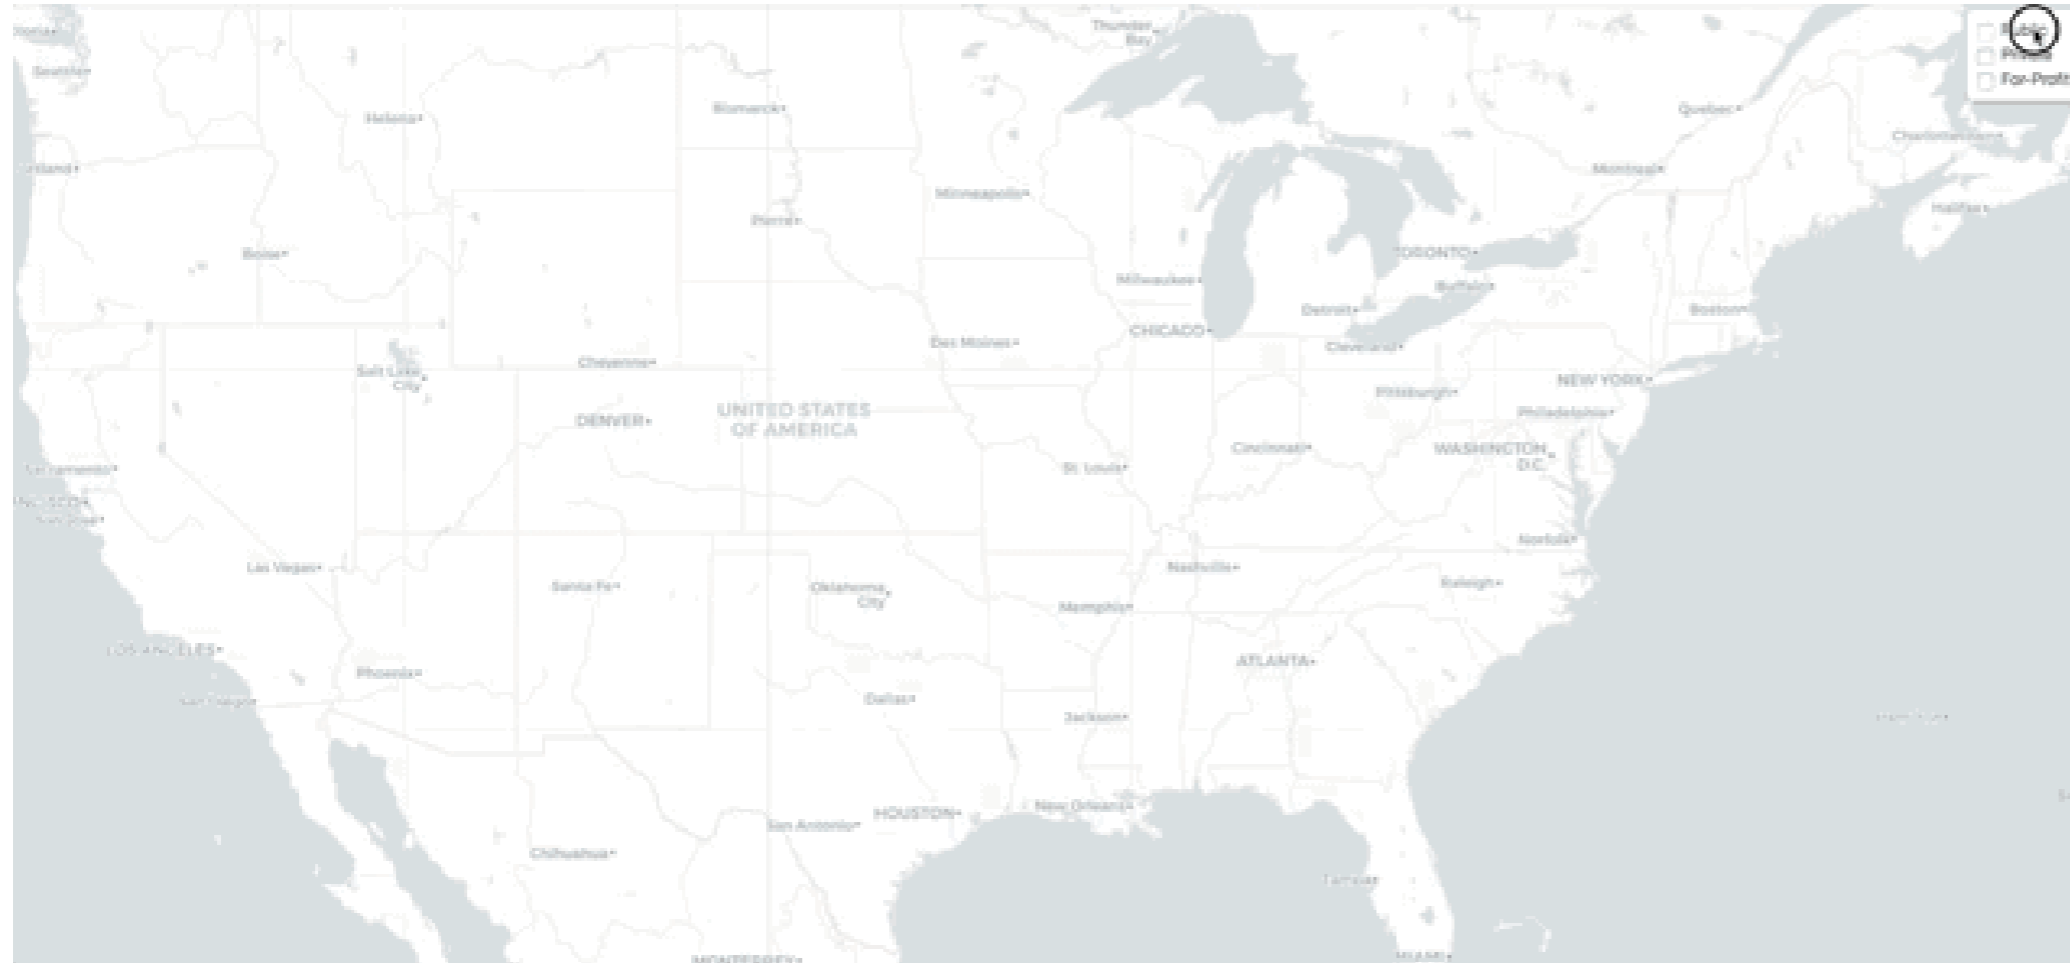 Thunder
Bay
Seattle
Helena
Bismarck
Quebec
Charlottetown
Montreal
Minneapolis
Pierre
Halifax
Boise
TORONTO
Milwaukee
Buffalo
Detroit
Boston
CHICAGO
Des Moines
Cleveland
Cheyenne
Salt Lake
City
NEW YORK
Pittsburgh
UNITED STATES
OF AMERICA
DENVER
Philadelphia
Cincinnati
WASHINGTON
D.C.
Sacramento
St. Louis
Norfolk
Las Vegas
Nashville
Santa Fe
Oklahoma
City
Raleigh
Memphis
LOS ANGELES
ATLANTA
Phoenix
Dallas
San Diego
Jackson
New Orleans
HOUSTON
San Antonio
Chihuahua
Tampa
MIAMI
MONTERREY
Public
Private
For-Profit